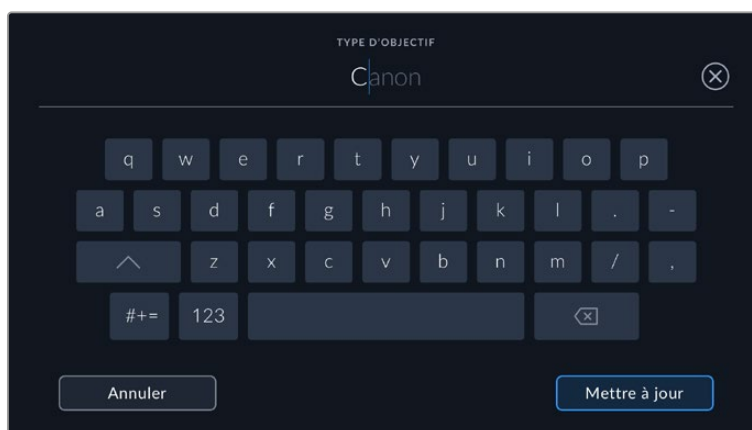 TYPE D'OBJECTIF
Canon
q w e r t y u i o p
a s d f g h j k l . -
z x c v b n m / ,
#+= 123
Annuler Mettre à jour